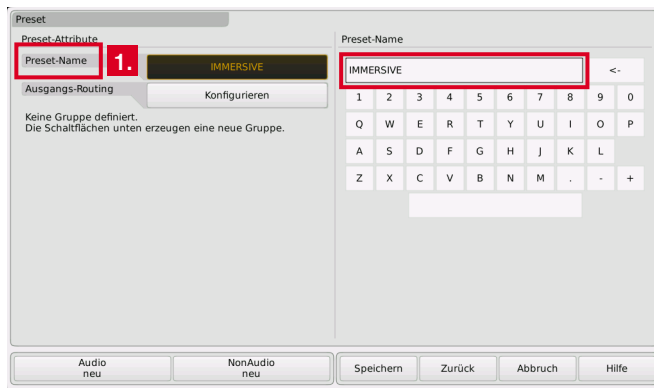 Preset
Preset-Attribute
Preset-Name
1.
IMMERSIVE
Ausgangs-Routing
Konfigurieren
Keine Gruppe definiert.
Die Schaltflächen unten erzeugen eine neue Gruppe.
Preset-Name
IMMERSIVE
<-
1 2 3 4 5 6 7 8 9 0
Q W E R T Y U I O P
A S D F G H J K L
Z X C V B N M . - +
Audio
neu
NonAudio
neu
Speichern
Zurück
Abbruch
Hilfe